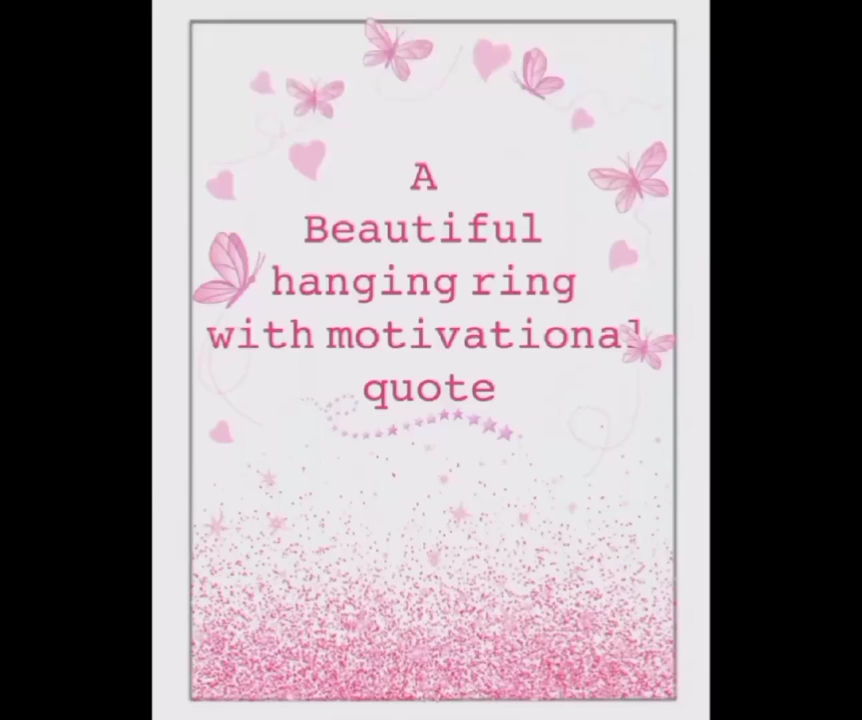 A
Beautiful
hanging ring
with motivational
quote